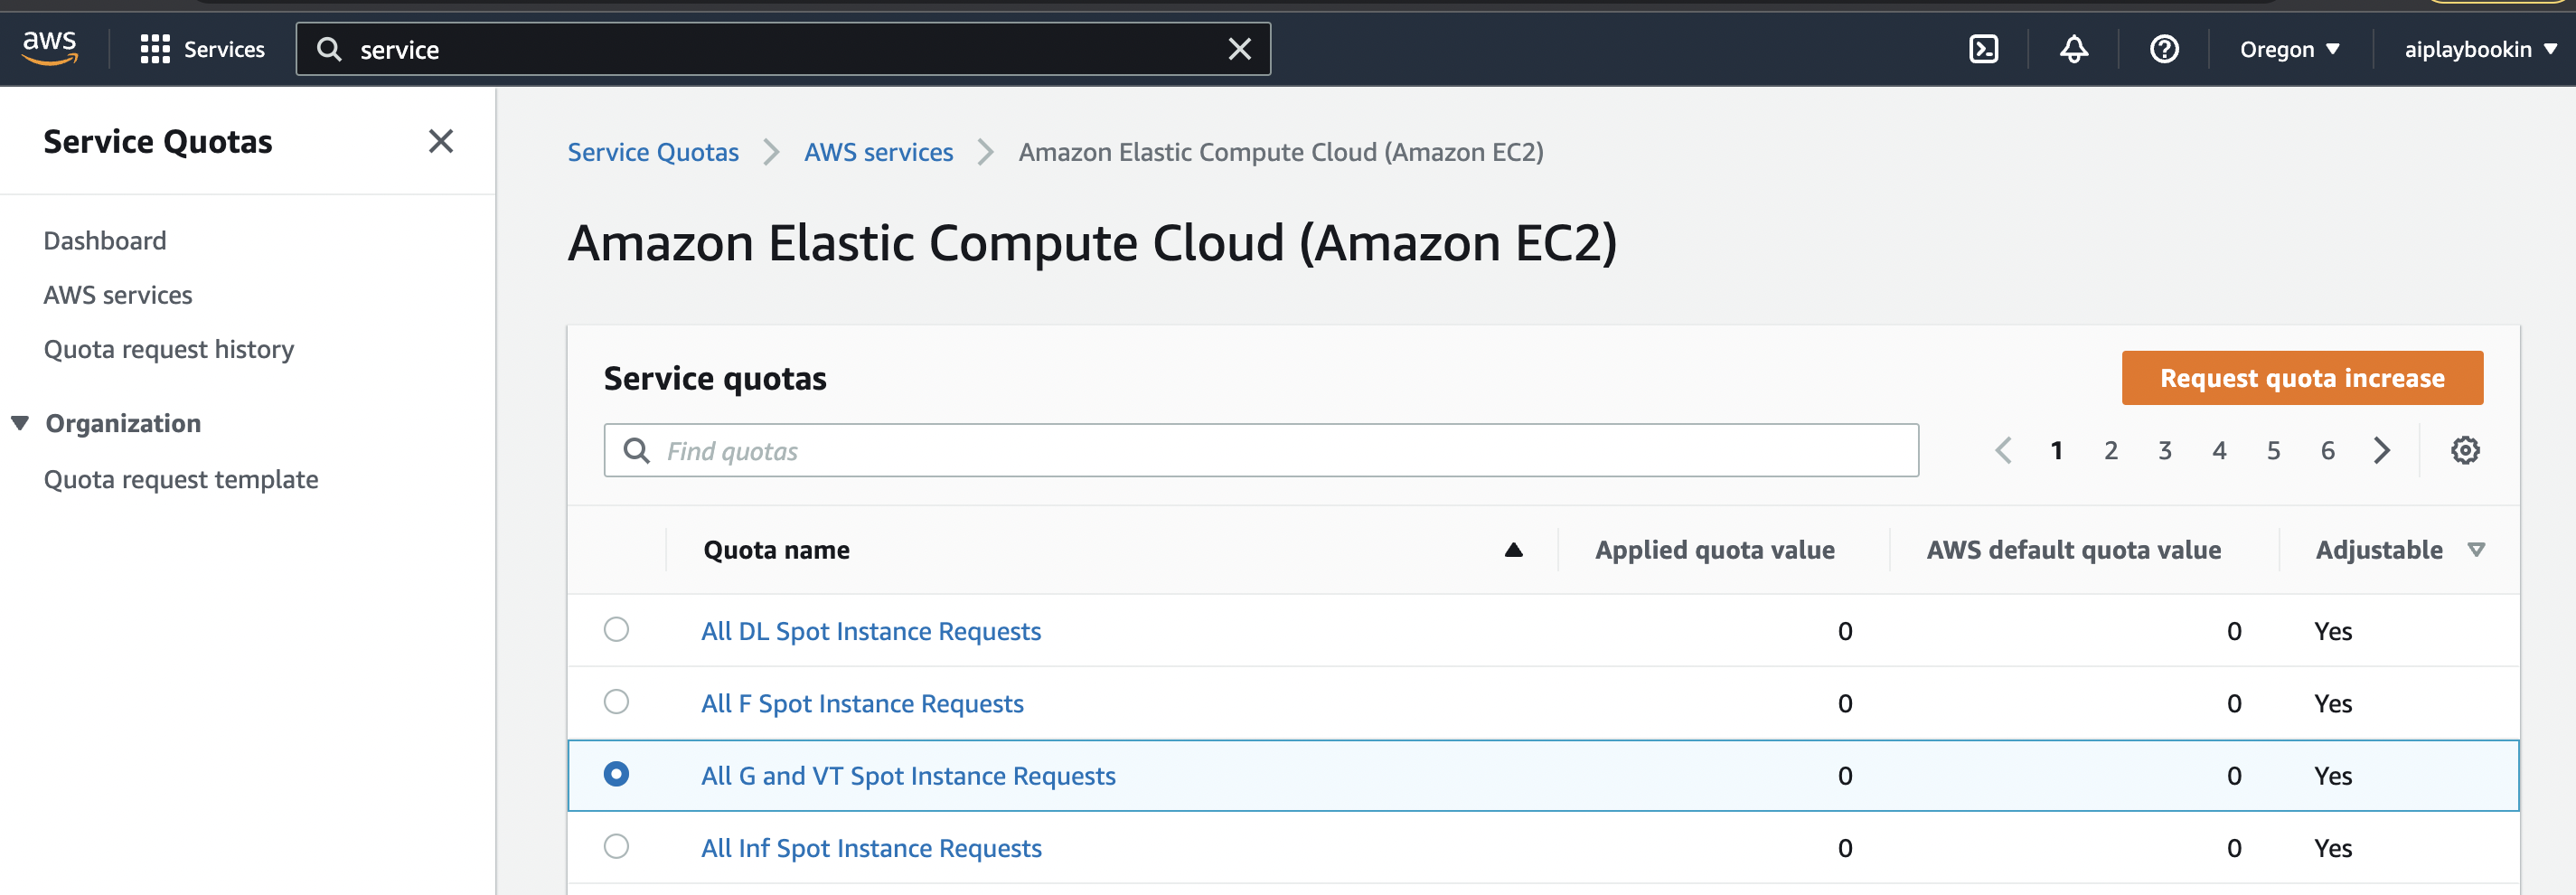 aws
Services
service
Oregon
aiplaybookin
Service Quotas
Dashboard
AWS services
Quota request history
Organization
Quota request template
Service Quotas AWS services Amazon Elastic Compute Cloud (Amazon EC2)
Amazon Elastic Compute Cloud (Amazon EC2)
Service quotas
Request quota increase
Find quotas
1 2 3 4 5 6
Quota name Applied quota value AWS default quota value Adjustable
All DL Spot Instance Requests 0 0 Yes
All F Spot Instance Requests 0 0 Yes
All G and VT Spot Instance Requests 0 0 Yes
All Inf Spot Instance Requests 0 0 Yes